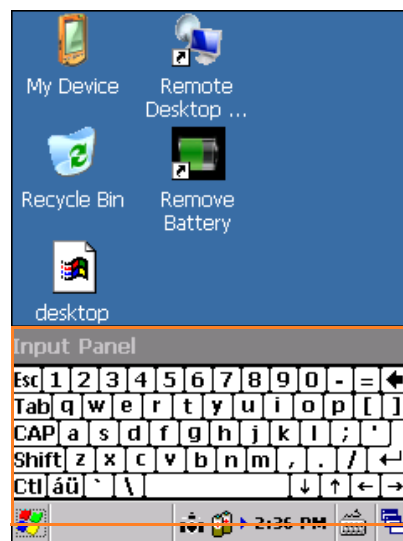 My Device Remote
Desktop ...
Recycle Bin Remove
Battery
desktop
Input Panel
Esc 1 2 3 4 5 6 7 8 9 0 - =
Tab q w e r t y u i o p [ ]
CAP a s d f g h j k l ; '
Shift z x c v b n m , . /
Ctl áü ` \
2:36 PM